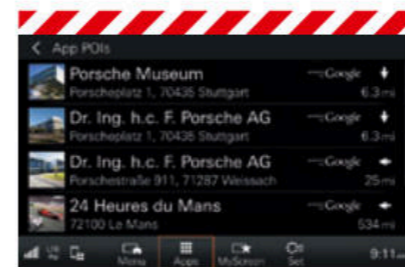 App POIs
Porsche Museum
Google
Porscheplatz 1, 70435 Stuttgart
6.3 mi
Dr. Ing. h.c. F. Porsche AG
Google
Porscheplatz 1, 70435 Stuttgart
6.3 mi
Dr. Ing. h.c. F. Porsche AG
Google
Porschestraße 911, 71287 Weissach
25 mi
24 Heures du Mans
Google
72100 Le Mans
534 mi
Menu
Apps
MyScreen
Set
9:11